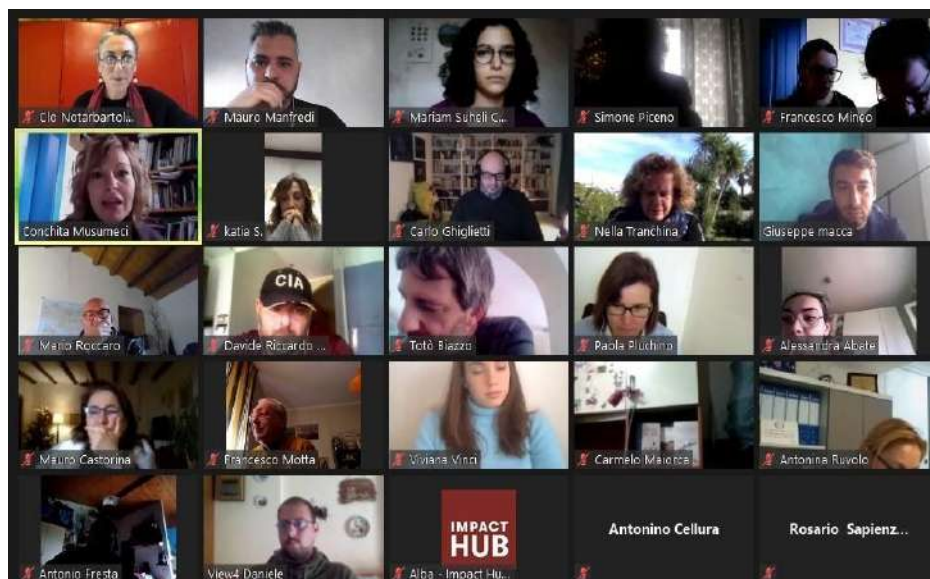 Clo Notarbartol...
Mauro Manfredi
Mariam Suheli C...
Simone Piceno
Francesco Mingo
Conchita Musumeci
katia S.
Carlo Ghiglietti
Nella Tranchina
Giuseppe macca
Mario Roccaro
CIA
Davide Riccardo ...
Totò Biazzo
Paola Pluchino
Alessandra Abate
Mauro Castorina
Francesco Motta
Viviana Vinci
Carmelo Maiorca
Antonina Ruvolo
Antonio Fresta
View4 Daniele
IMPACT
HUB
Alba - Impact Hu...
Antonino Cellura
Rosario Sapienz...